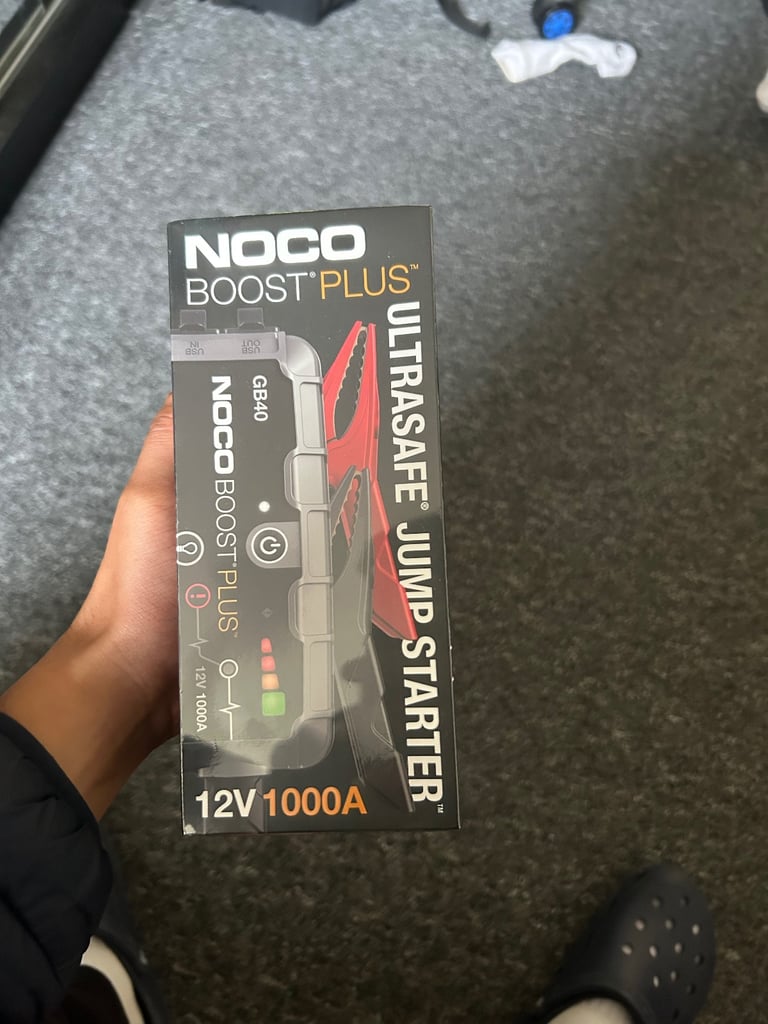 NOCO
BOOST® PLUS™
ULTRASAFE® JUMP STARTER™
USB IN
USB OUT
GB40
NOCO BOOST® PLUS™
12V 1000A
12V 1000A